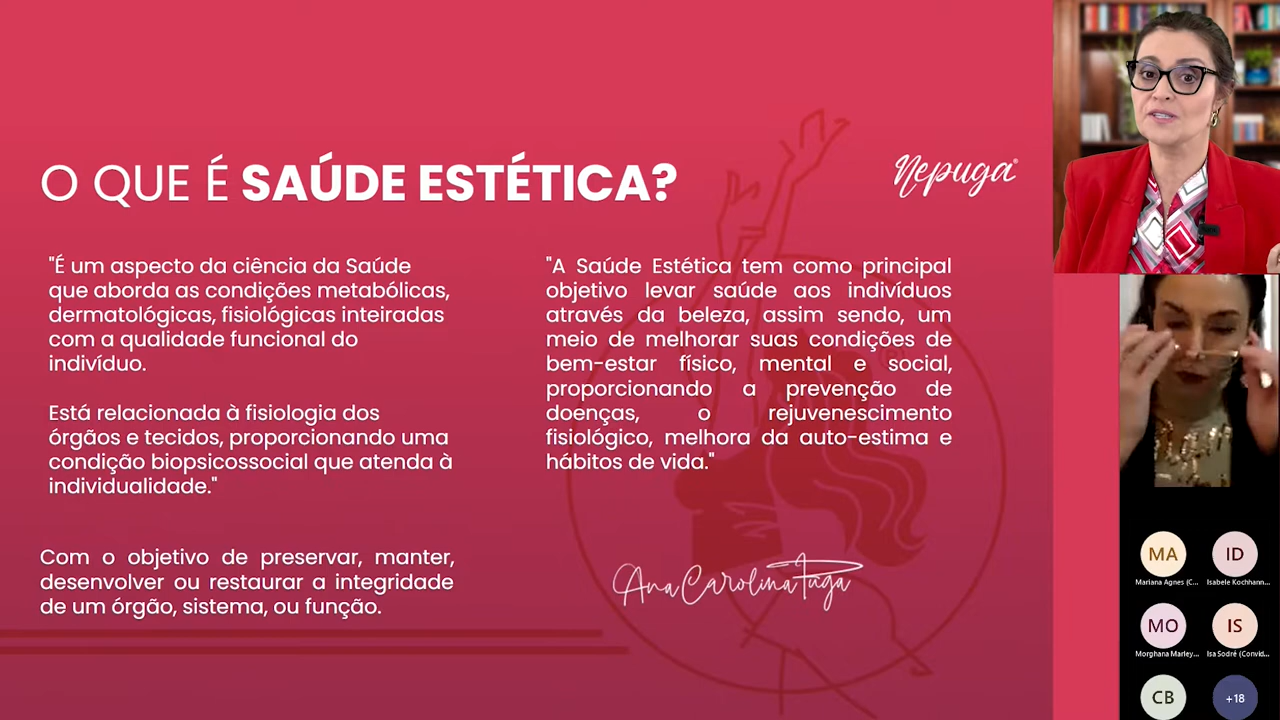 O QUE É SAÚDE ESTÉTICA?
Nepuga®
"É um aspecto da ciência da Saúde
que aborda as condições metabólicas,
dermatológicas, fisiológicas inteiradas
com a qualidade funcional do
indivíduo.
Está relacionada à fisiologia dos
órgãos e tecidos, proporcionando uma
condição biopsicossocial que atenda à
individualidade."
Com o objetivo de preservar, manter,
desenvolver ou restaurar a integridade
de um órgão, sistema, ou função.
"A Saúde Estética tem como principal
objetivo levar saúde aos indivíduos
através da beleza, assim sendo, um
meio de melhorar suas condições de
bem-estar físico, mental e social,
proporcionando a prevenção de
doenças, o rejuvenescimento
fisiológico, melhora da auto-estima e
hábitos de vida."
Ana Carolina Puga
MA
ID
Mariana Agnes (C...
Isabele Kochhann...
MO
IS
Morghana Marley...
Isa Sodré (Convid...
CB
+18